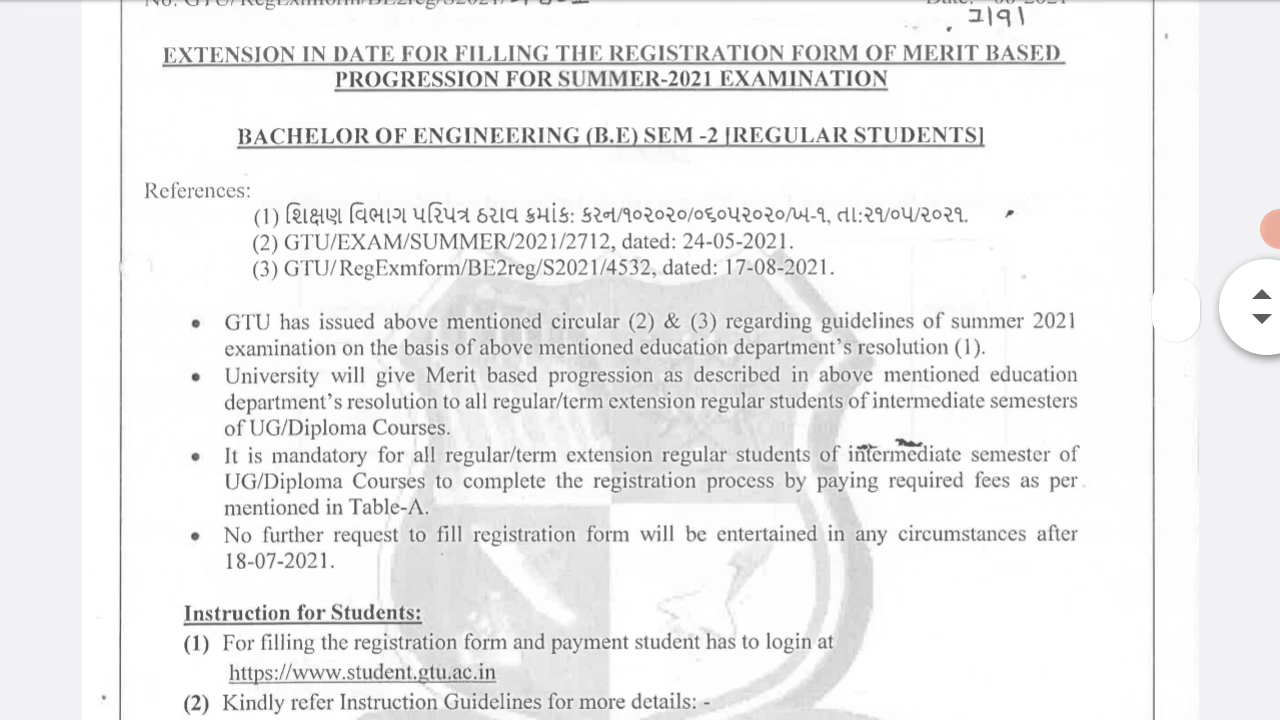 EXTENSION IN DATE FOR FILLING THE REGISTRATION FORM OF MERIT BASED
PROGRESSION FOR SUMMER-2021 EXAMINATION
BACHELOR OF ENGINEERING (B.E) SEM -2 [REGULAR STUDENTS]
References:
(1) શિક્ષણ વિભાગ પરિપત્ર ઠરાવ ક્રમાંક: કરન/૧૦૨૦૨૦/૦૬૦૫૨૦૨૦/ખ-૧, તા:૨૧/૦૫/૨૦૨૧.
(2) GTU/EXAM/SUMMER/2021/2712, dated: 24-05-2021.
(3) GTU/RegExmform/BE2reg/S2021/4532, dated: 17-08-2021.
• GTU has issued above mentioned circular (2) & (3) regarding guidelines of summer 2021
examination on the basis of above mentioned education department's resolution (1).
• University will give Merit based progression as described in above mentioned education
department's resolution to all regular/term extension regular students of intermediate semesters
of UG/Diploma Courses.
• It is mandatory for all regular/term extension regular students of intermediate semester of
UG/Diploma Courses to complete the registration process by paying required fees as per
mentioned in Table-A.
• No further request to fill registration form will be entertained in any circumstances after
18-07-2021.
Instruction for Students:
(1) For filling the registration form and payment student has to login at
https://www.student.gtu.ac.in
(2) Kindly refer Instruction Guidelines for more details: -